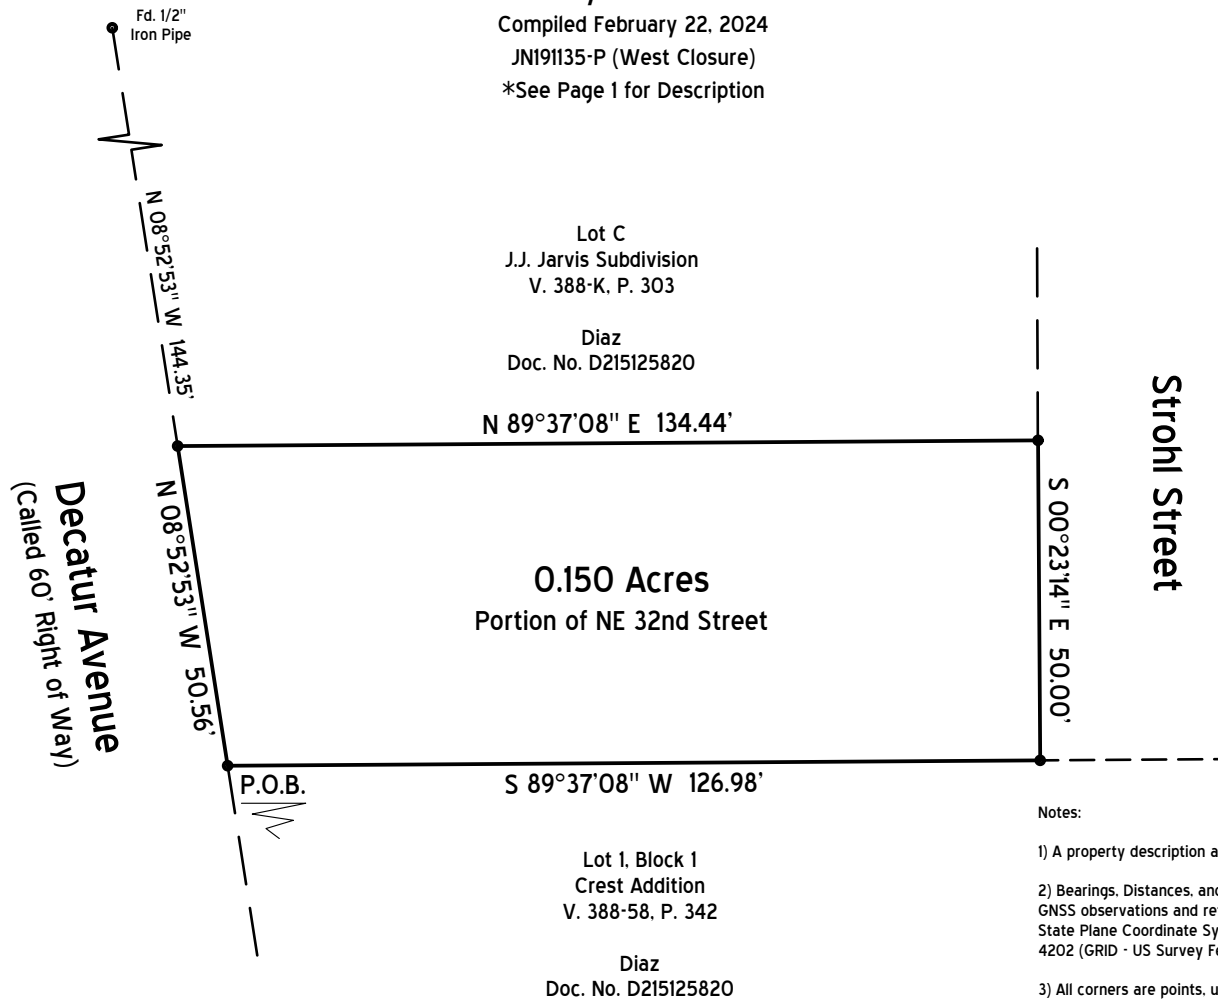 Compiled February 22, 2024
JN191135-P (West Closure)
*See Page 1 for Description
Fd. 1/2"
Iron Pipe
N 08°52'53" W 144.35'
Lot C
J.J. Jarvis Subdivision
V. 388-K, P. 303
Diaz
Doc. No. D215125820
N 89°37'08" E 134.44'
Strohl Street
Decatur Avenue
(Called 60' Right of Way)
N 08°52'53" W 50.56'
0.150 Acres
Portion of NE 32nd Street
S 00°23'14" E 50.00'
P.O.B.
S 89°37'08" W 126.98'
Lot 1, Block 1
Crest Addition
V. 388-58, P. 342
Diaz
Doc. No. D215125820
Notes:
1) A property description a
2) Bearings, Distances, and
GNSS observations and re
State Plane Coordinate Sy
4202 (GRID - US Survey Fe
3) All corners are points, u